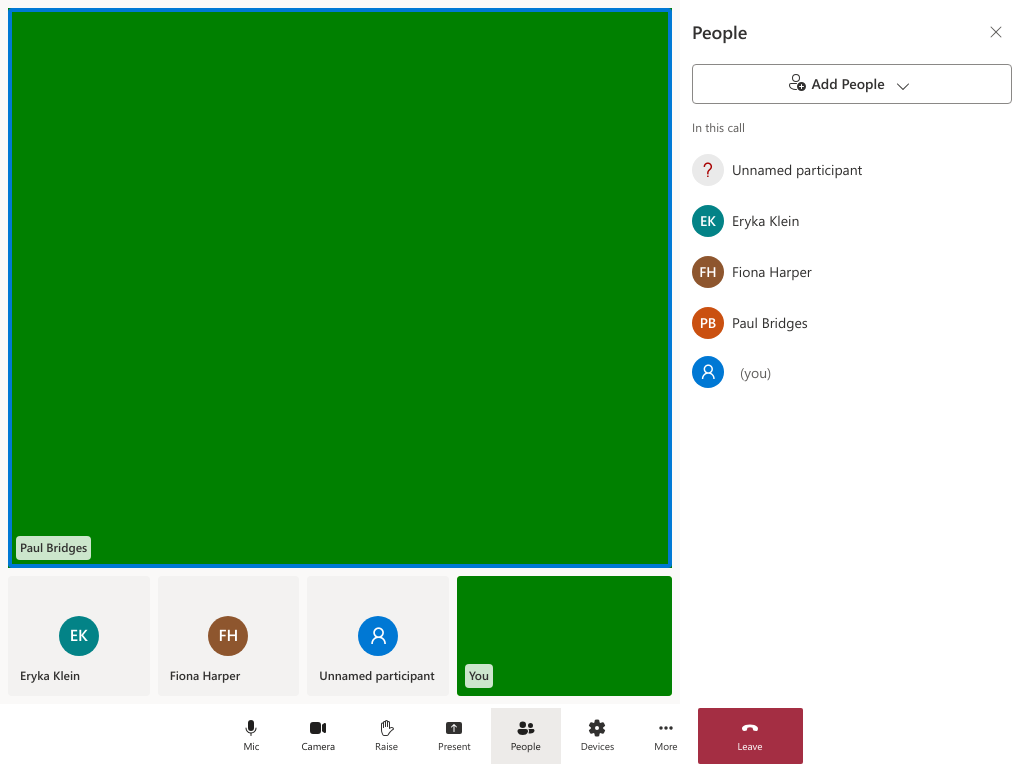 People
Add People
In this call
?
Unnamed participant
EK
Eryka Klein
FH
Fiona Harper
PB
Paul Bridges
(you)
Paul Bridges
EK
Eryka Klein
FH
Fiona Harper
Unnamed participant
You
Mic
Camera
Raise
Present
People
Devices
More
Leave